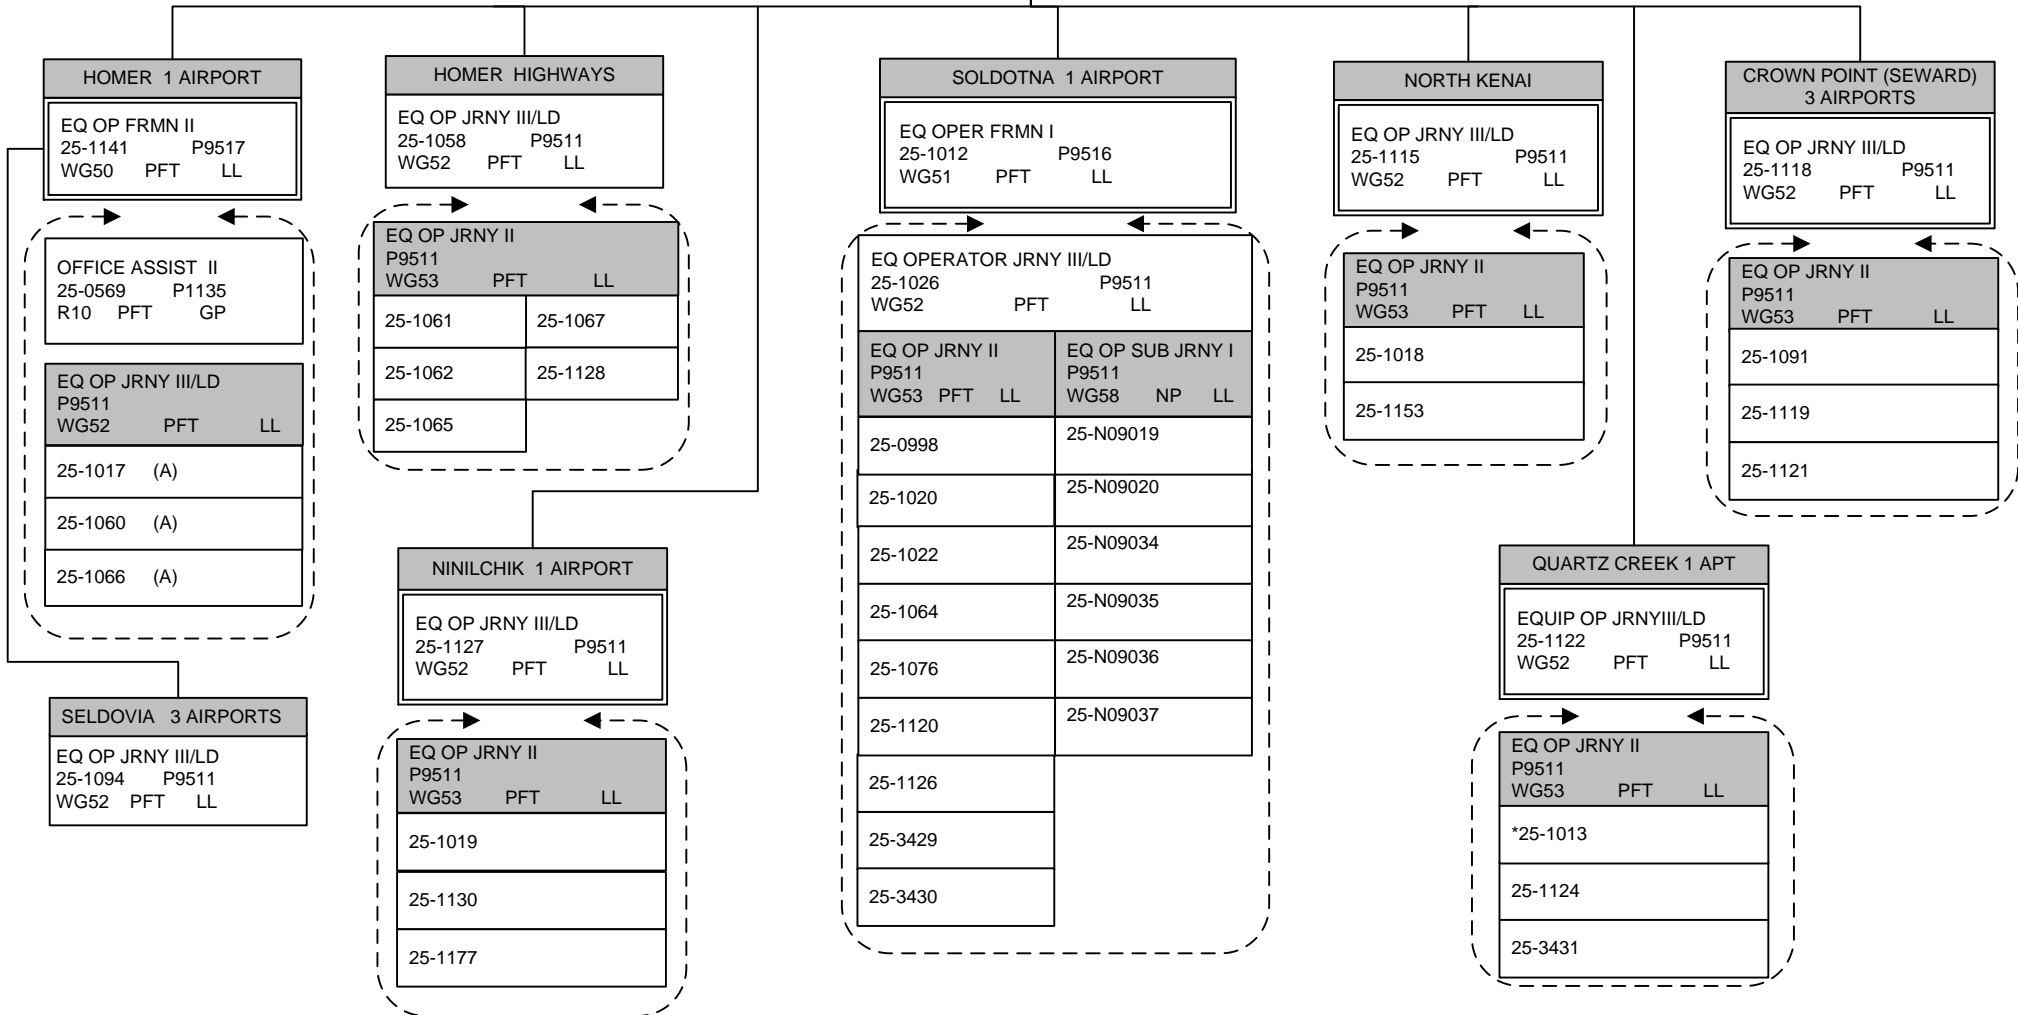 HOMER 1 AIRPORT
EQ OP FRMN II
25-1141 P9517
WG50 PFT LL
OFFICE ASSIST II
25-0569 P1135
R10 PFT GP
EQ OP JRNY III/LD
P9511
WG52 PFT LL
25-1017 (A)
25-1060 (A)
25-1066 (A)
SELDOVIA 3 AIRPORTS
EQ OP JRNY III/LD
25-1094 P9511
WG52 PFT LL
HOMER HIGHWAYS
EQ OP JRNY III/LD
25-1058 P9511
WG52 PFT LL
EQ OP JRNY II
P9511
WG53 PFT LL
25-1061 25-1067
25-1062 25-1128
25-1065
NINILCHIK 1 AIRPORT
EQ OP JRNY III/LD
25-1127 P9511
WG52 PFT LL
EQ OP JRNY II
P9511
WG53 PFT LL
25-1019
25-1130
25-1177
SOLDOTNA 1 AIRPORT
EQ OPER FRMN I
25-1012 P9516
WG51 PFT LL
EQ OPERATOR JRNY III/LD
25-1026 P9511
WG52 PFT LL
EQ OP JRNY II
P9511
WG53 PFT LL
25-0998
25-1020
25-1022
25-1064
25-1076
25-1120
25-1126
25-3429
25-3430
EQ OP SUB JRNY I
P9511
WG58 NP LL
25-N09019
25-N09020
25-N09034
25-N09035
25-N09036
25-N09037
NORTH KENAI
EQ OP JRNY III/LD
25-1115 P9511
WG52 PFT LL
EQ OP JRNY II
P9511
WG53 PFT LL
25-1018
25-1153
QUARTZ CREEK 1 APT
EQUIP OP JRNYIII/LD
25-1122 P9511
WG52 PFT LL
EQ OP JRNY II
P9511
WG53 PFT LL
*25-1013
25-1124
25-3431
CROWN POINT (SEWARD)
3 AIRPORTS
EQ OP JRNY III/LD
25-1118 P9511
WG52 PFT LL
EQ OP JRNY II
P9511
WG53 PFT LL
25-1091
25-1119
25-1121